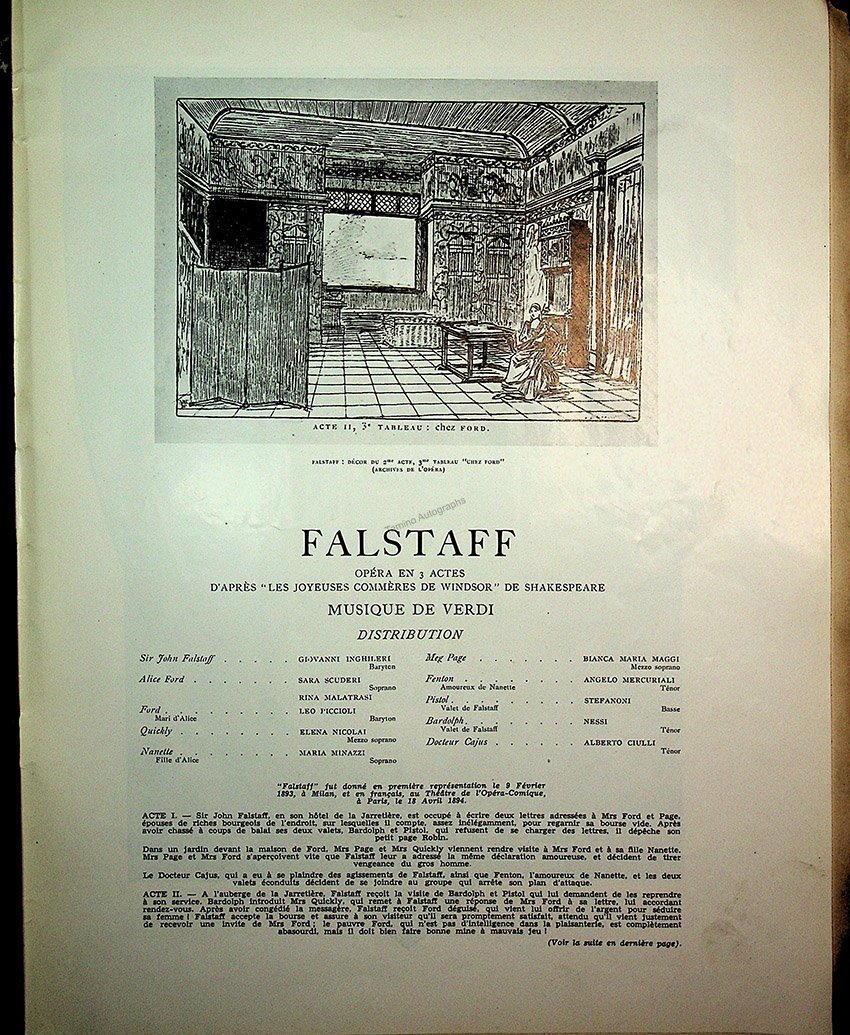 ACTE II, 3e TABLEAU : chez FORD.
FALSTAFF : DÉCOR DU 2me ACTE, 3me TABLEAU "CHEZ FORD"
(ARCHIVES DE L'OPÉRA)
Tamino Autographs
FALSTAFF
OPÉRA EN 3 ACTES
D'APRÈS "LES JOYEUSES COMMÈRES DE WINDSOR" DE SHAKESPEARE
MUSIQUE DE VERDI
DISTRIBUTION
Sir John Falstaff . . . . . GIOVANNI INGHILERI
Baryton
Alice Ford . . . . . . . SARA SCUDERI
Soprano
RINA MALATRASI
Ford . . . . . . . . . LEO PICCIOLI
Mari d'Alice Baryton
Quickly . . . . . . . . ELENA NICOLAI
Mezzo soprano
Nanette . . . . . . . . MARIA MINAZZI
Fille d'Alice Soprano
Meg Page . . . . . . . BIANCA MARIA MAGGI
Mezzo soprano
Fenton . . . . . . . . ANGELO MERCURIALI
Amoureux de Nanette Ténor
Pistol . . . . . . . . . STEFANONI
Valet de Falstaff Basse
Bardolph . . . . . . . . NESSI
Valet de Falstaff Ténor
Docteur Cajus . . . . . . ALBERTO CIULLI
Ténor
"Falstaff" fut donné en première représentation le 9 Février
1893, à Milan, et en français, au Théâtre de l'Opéra-Comique,
à Paris, le 18 Avril 1894.
ACTE I. — Sir John Falstaff, en son hôtel de la Jarretière, est occupé à écrire deux lettres adressées à Mrs Ford et Page,
épouses de riches bourgeois de l'endroit, sur lesquelles il compte, assez inélégamment, pour regarnir sa bourse vide. Après
avoir chassé à coups de balai ses deux valets, Bardolph et Pistol, qui refusent de se charger des lettres, il dépêche son
petit page Robin.
Dans un jardin devant la maison de Ford, Mrs Page et Mrs Quickly viennent rendre visite à Mrs Ford et à sa fille Nanette.
Mrs Page et Mrs Ford s'aperçoivent vite que Falstaff leur a adressé la même déclaration amoureuse, et décident de tirer
vengeance du gros homme.
Le Docteur Cajus, qui a eu à se plaindre des agissements de Falstaff, ainsi que Fenton, l'amoureux de Nanette, et les deux
valets éconduits décident de se joindre au groupe qui arrête son plan d'attaque.
ACTE II. — A l'auberge de la Jarretière, Falstaff reçoit la visite de Bardolph et Pistol qui lui demandent de les reprendre
à son service. Bardolph introduit Mrs Quickly, qui remet à Falstaff une réponse de Mrs Ford à sa lettre, lui accordant
rendez-vous. Après avoir congédié la messagère, Falstaff reçoit Ford déguisé, qui vient lui offrir de l'argent pour séduire
sa femme ! Falstaff accepte la bourse et assure à son visiteur qu'il sera promptement satisfait, attendu qu'il vient justement
de recevoir une invite de Mrs Ford ; le pauvre Ford, qui n'est pas d'intelligence dans la plaisanterie, est complètement
abasourdi, mais il doit bien faire bonne mine à mauvais jeu !
(Voir la suite en dernière page).